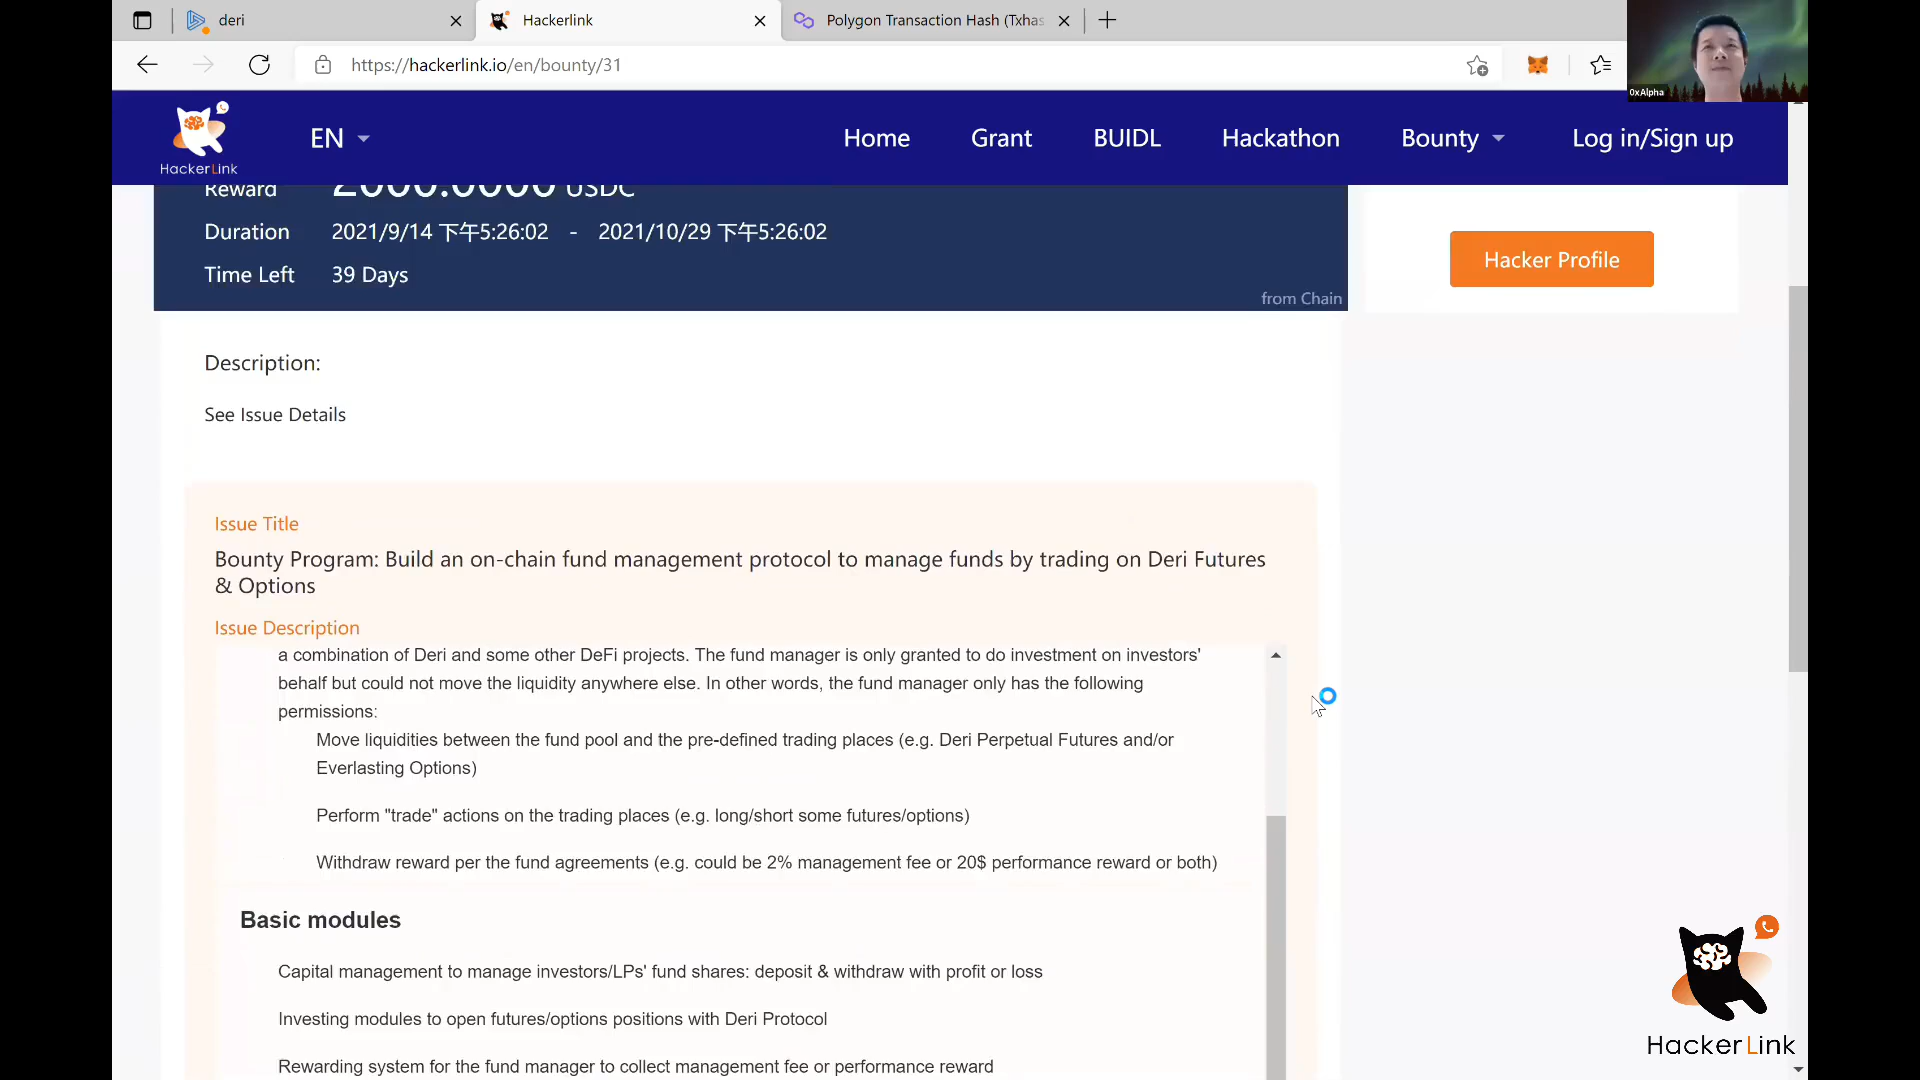 deri
Hackerlink
Polygon Transaction Hash (Txhas
https://hackerlink.io/en/bounty/31
0xAlpha
HackerLink
EN
Home
Grant
BUIDL
Hackathon
Bounty
Log in/Sign up
Reward 2000.0000 USDC
Duration 2021/9/14 下午5:26:02 - 2021/10/29 下午5:26:02
Time Left 39 Days
from Chain
Hacker Profile
Description:
See Issue Details
Issue Title
Bounty Program: Build an on-chain fund management protocol to manage funds by trading on Deri Futures
& Options
Issue Description
a combination of Deri and some other DeFi projects. The fund manager is only granted to do investment on investors'
behalf but could not move the liquidity anywhere else. In other words, the fund manager only has the following
permissions:
Move liquidities between the fund pool and the pre-defined trading places (e.g. Deri Perpetual Futures and/or
Everlasting Options)
Perform "trade" actions on the trading places (e.g. long/short some futures/options)
Withdraw reward per the fund agreements (e.g. could be 2% management fee or 20$ performance reward or both)
Basic modules
Capital management to manage investors/LPs' fund shares: deposit & withdraw with profit or loss
Investing modules to open futures/options positions with Deri Protocol
Rewarding system for the fund manager to collect management fee or performance reward
HackerLink